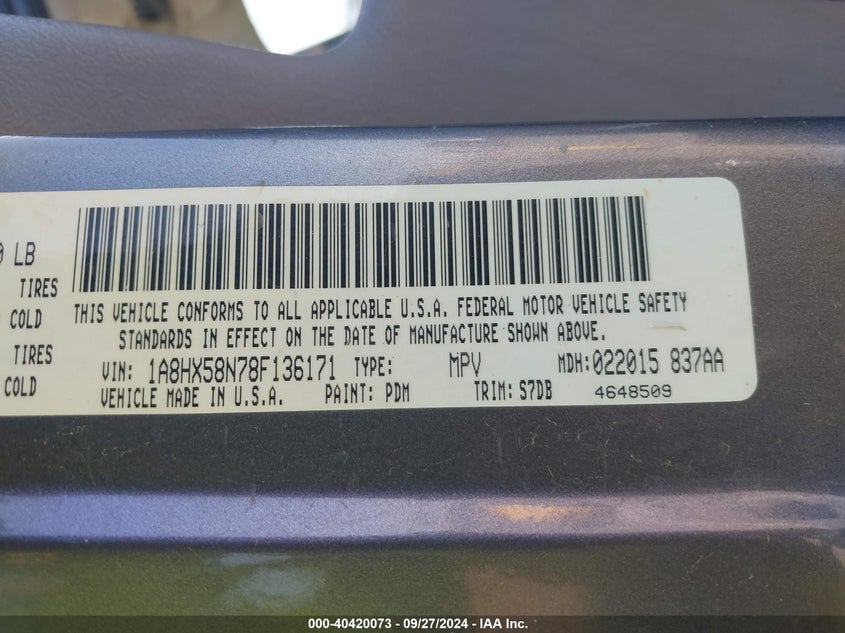 0 LB
TIRES
COLD
TIRES
COLD
THIS VEHICLE CONFORMS TO ALL APPLICABLE U.S.A. FEDERAL MOTOR VEHICLE SAFETY
STANDARDS IN EFFECT ON THE DATE OF MANUFACTURE SHOWN ABOVE.
VIN: 1A8HX58N78F136171 TYPE: MPV MDH:022015 837AA
VEHICLE MADE IN U.S.A. PAINT: PDM TRIM: S7DB 4648509
000-40420073 - 09/27/2024 - IAA Inc.